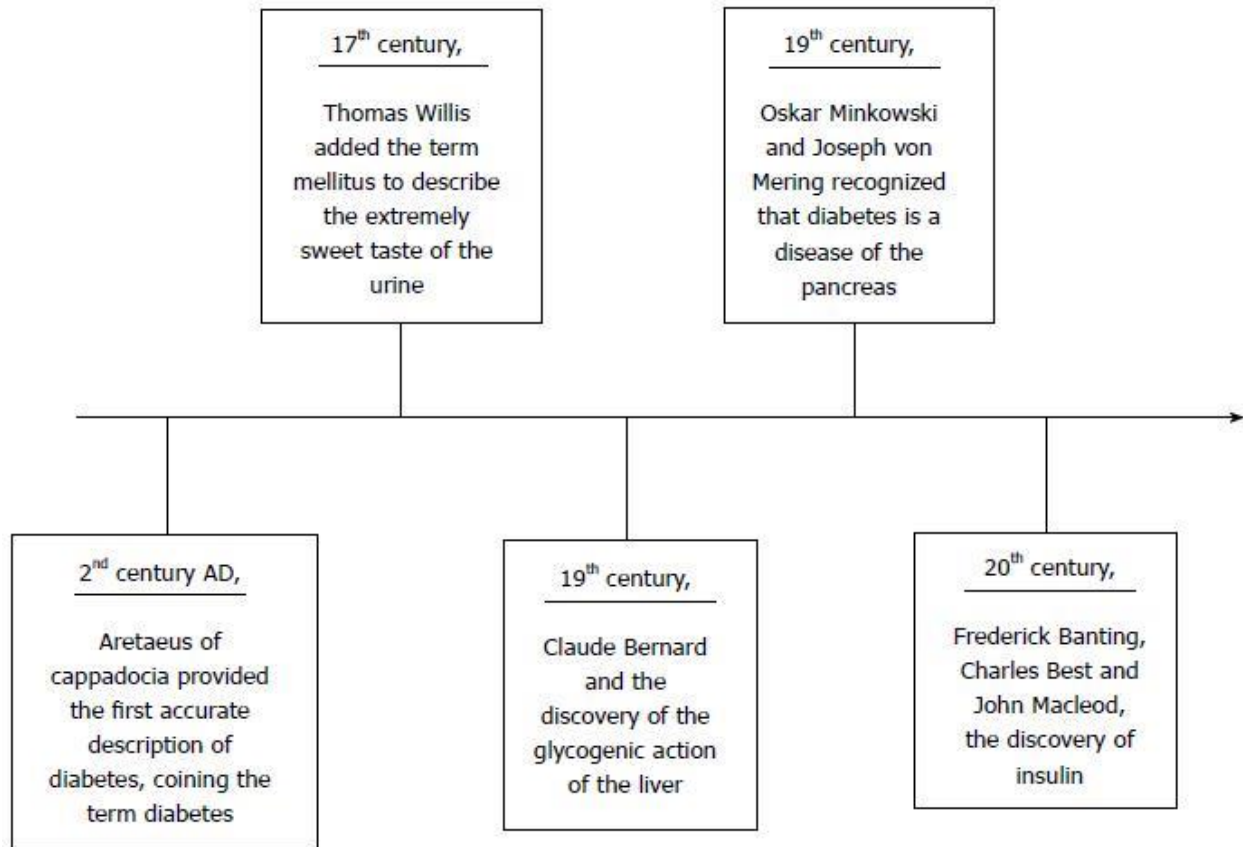 17th century,
Thomas Willis
added the term
mellitus to describe
the extremely
sweet taste of the
urine
19th century,
Oskar Minkowski
and Joseph von
Mering recognized
that diabetes is a
disease of the
pancreas
2nd century AD,
Aretaeus of
cappadocia provided
the first accurate
description of
diabetes, coining the
term diabetes
19th century,
Claude Bernard
and the
discovery of the
glycogenic action
of the liver
20th century,
Frederick Banting,
Charles Best and
John Macleod,
the discovery of
insulin